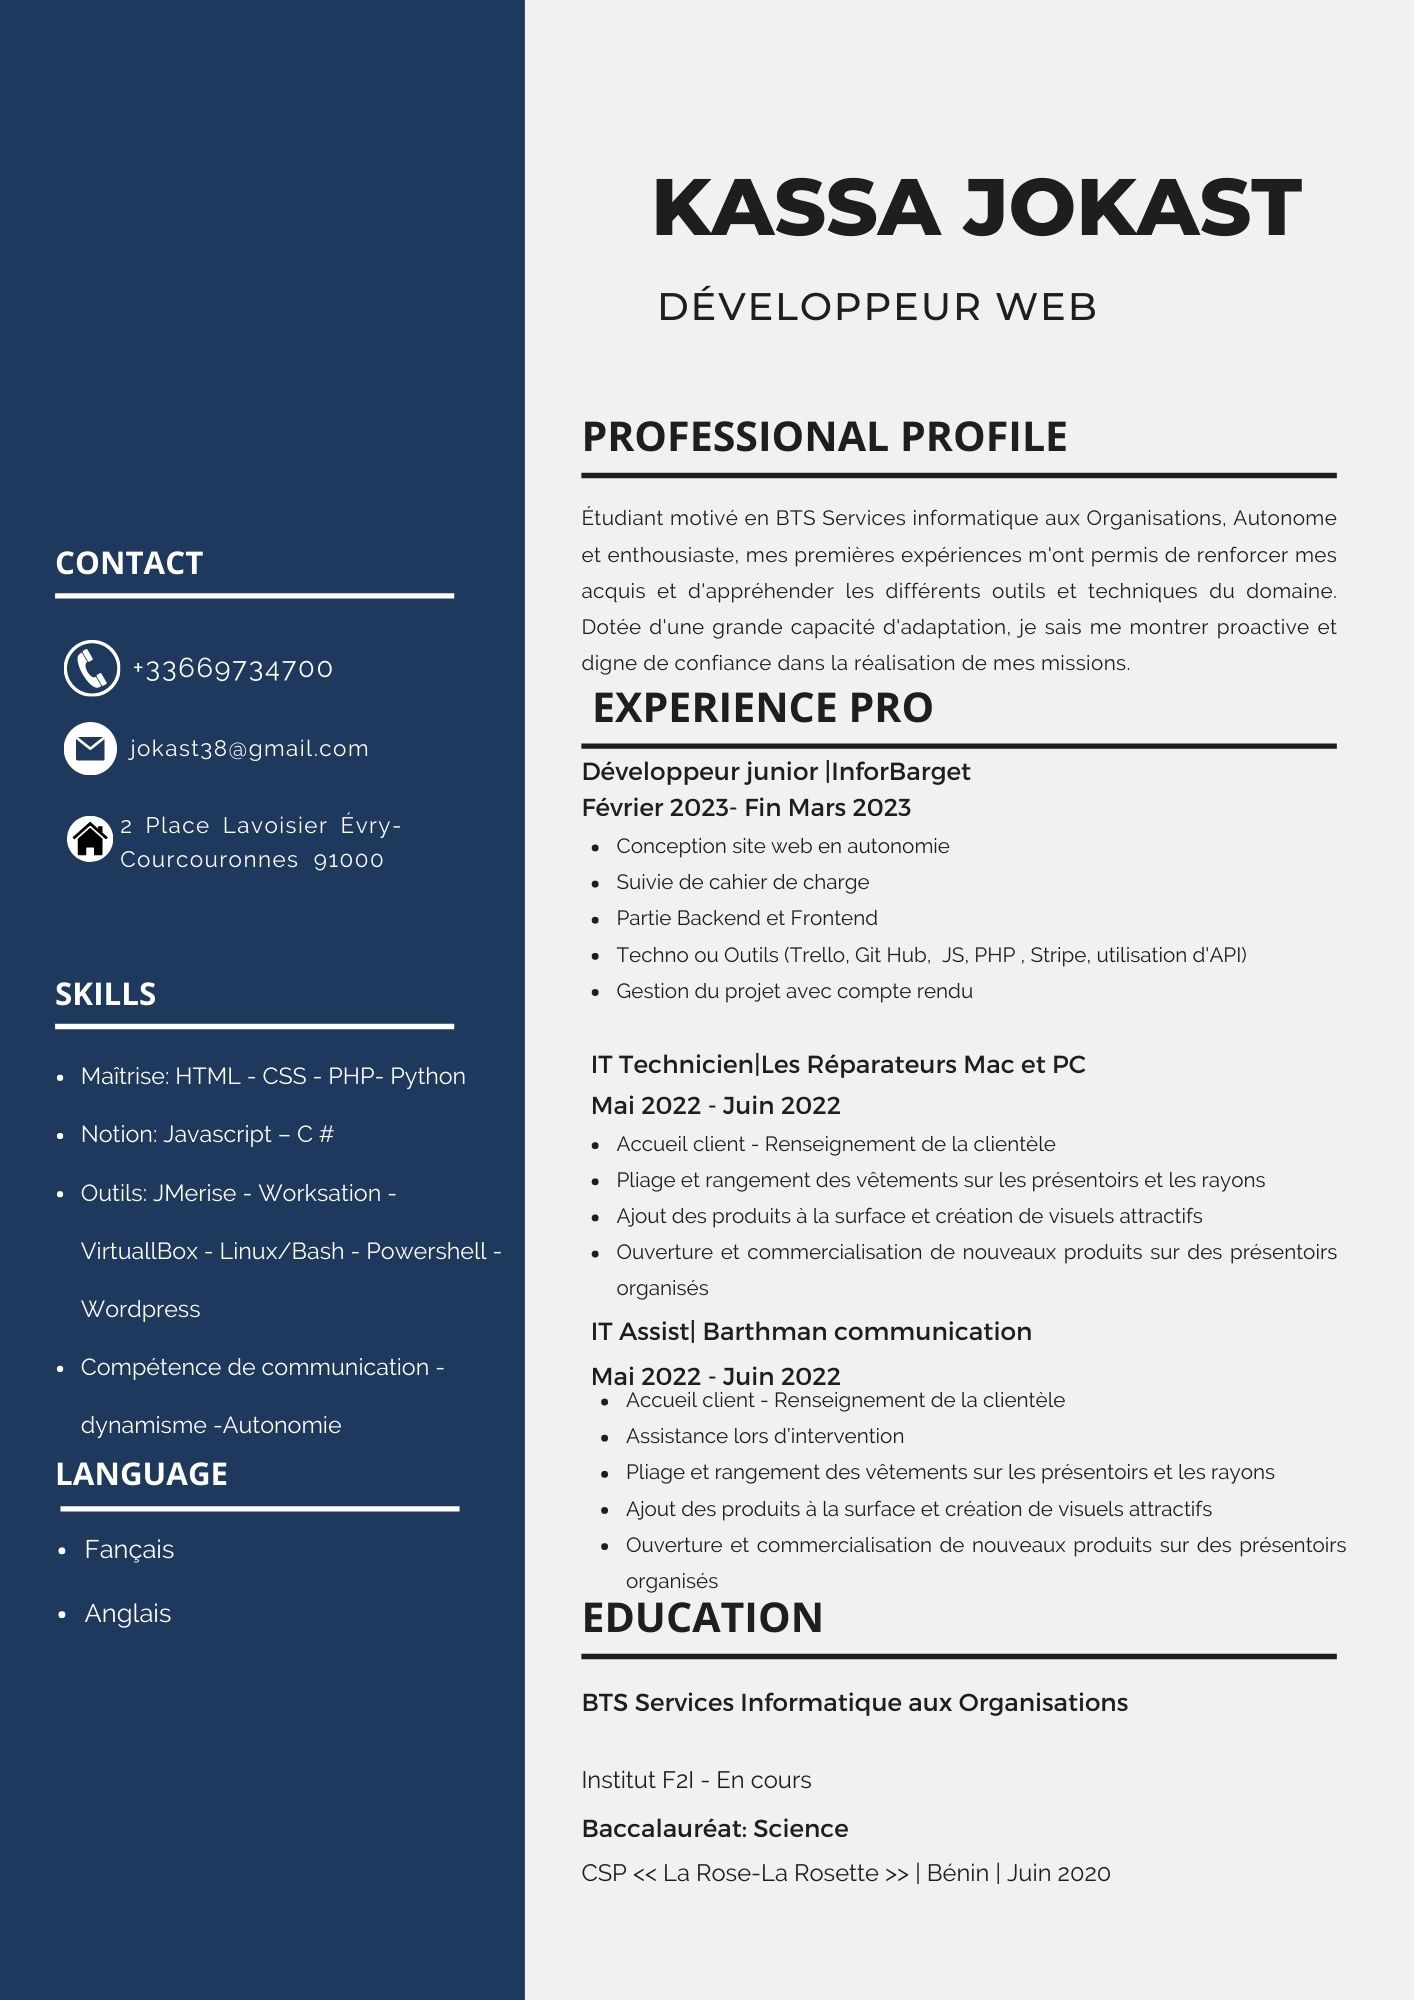 KASSA JOKAST
DÉVELOPPEUR WEB
CONTACT
+33669734700
jokast38@gmail.com
2 Place Lavoisier Évry-
Courcouronnes 91000
SKILLS
• Maîtrise: HTML - CSS - PHP- Python
• Notion: Javascript – C #
• Outils: JMerise - Worksation -
VirtuallBox - Linux/Bash - Powershell -
Wordpress
• Compétence de communication -
dynamisme -Autonomie
LANGUAGE
• Fançais
• Anglais
PROFESSIONAL PROFILE
Étudiant motivé en BTS Services informatique aux Organisations, Autonome
et enthousiaste, mes premières expériences m'ont permis de renforcer mes
acquis et d'appréhender les différents outils et techniques du domaine.
Dotée d'une grande capacité d'adaptation, je sais me montrer proactive et
digne de confiance dans la réalisation de mes missions.
EXPERIENCE PRO
Développeur junior |InforBarget
Février 2023- Fin Mars 2023
• Conception site web en autonomie
• Suivie de cahier de charge
• Partie Backend et Frontend
• Techno ou Outils (Trello, Git Hub, JS, PHP , Stripe, utilisation d'API)
• Gestion du projet avec compte rendu
IT Technicien|Les Réparateurs Mac et PC
Mai 2022 - Juin 2022
• Accueil client - Renseignement de la clientèle
• Pliage et rangement des vêtements sur les présentoirs et les rayons
• Ajout des produits à la surface et création de visuels attractifs
• Ouverture et commercialisation de nouveaux produits sur des présentoirs
organisés
IT Assist| Barthman communication
Mai 2022 - Juin 2022
• Accueil client - Renseignement de la clientèle
• Assistance lors d'intervention
• Pliage et rangement des vêtements sur les présentoirs et les rayons
• Ajout des produits à la surface et création de visuels attractifs
• Ouverture et commercialisation de nouveaux produits sur des présentoirs
organisés
EDUCATION
BTS Services Informatique aux Organisations
Institut F2I - En cours
Baccalauréat: Science
CSP << La Rose-La Rosette >> | Bénin | Juin 2020